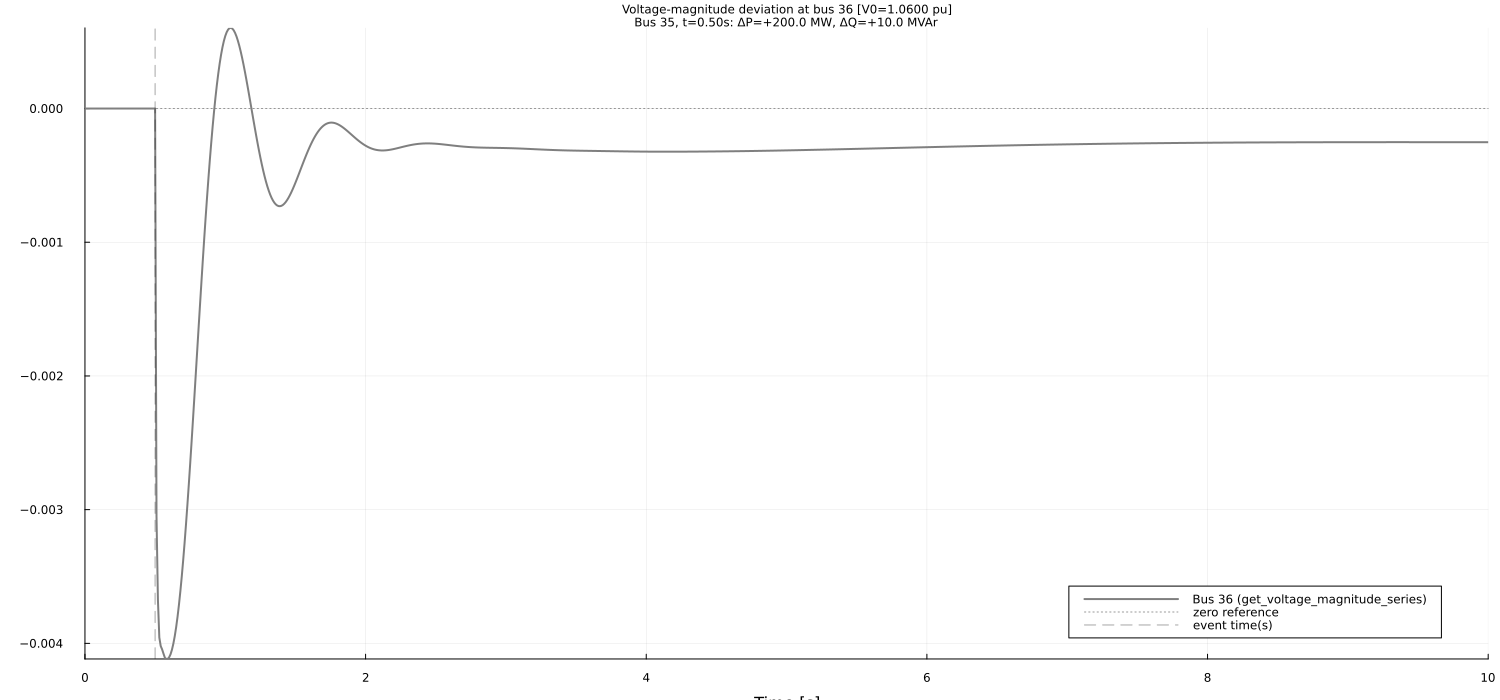 Voltage-magnitude deviation at bus 36 [V0=1.0600 pu]
Bus 35, t=0.50s: ΔP=+200.0 MW, ΔQ=+10.0 MVAr
0.000
−0.001
−0.002
−0.003
−0.004
Bus 36 (get_voltage_magnitude_series)
zero reference
event time(s)
0 2 4 6 8 10
Time [s]